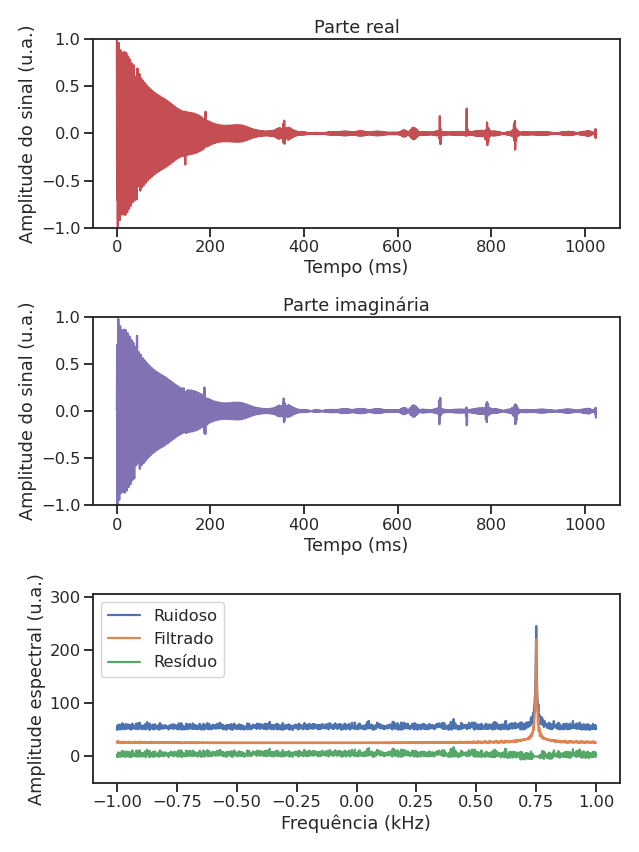 Parte real
Amplitude do sinal (u.a.)
1.0
0.5
0.0
−0.5
−1.0
0 200 400 600 800 1000
Tempo (ms)
Parte imaginária
Amplitude do sinal (u.a.)
1.0
0.5
0.0
−0.5
−1.0
0 200 400 600 800 1000
Tempo (ms)
Amplitude espectral (u.a.)
300
200
100
0
Ruidoso
Filtrado
Resíduo
−1.00 −0.75 −0.50 −0.25 0.00 0.25 0.50 0.75 1.00
Frequência (kHz)